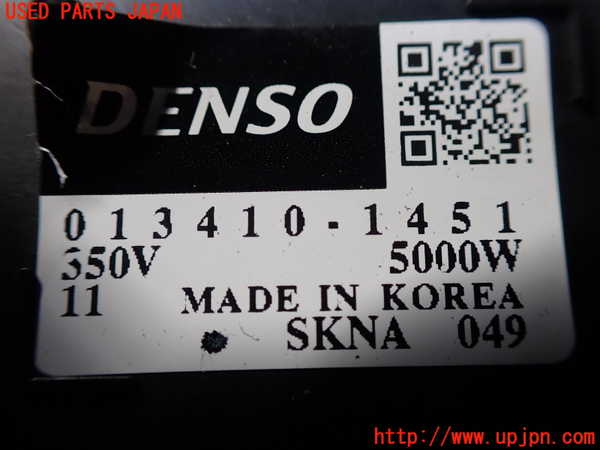 USED PARTS JAPAN
DENSO
013410-1451
350V 5000W
11 MADE IN KOREA
SKNA 049
http://www.upjpn.com/